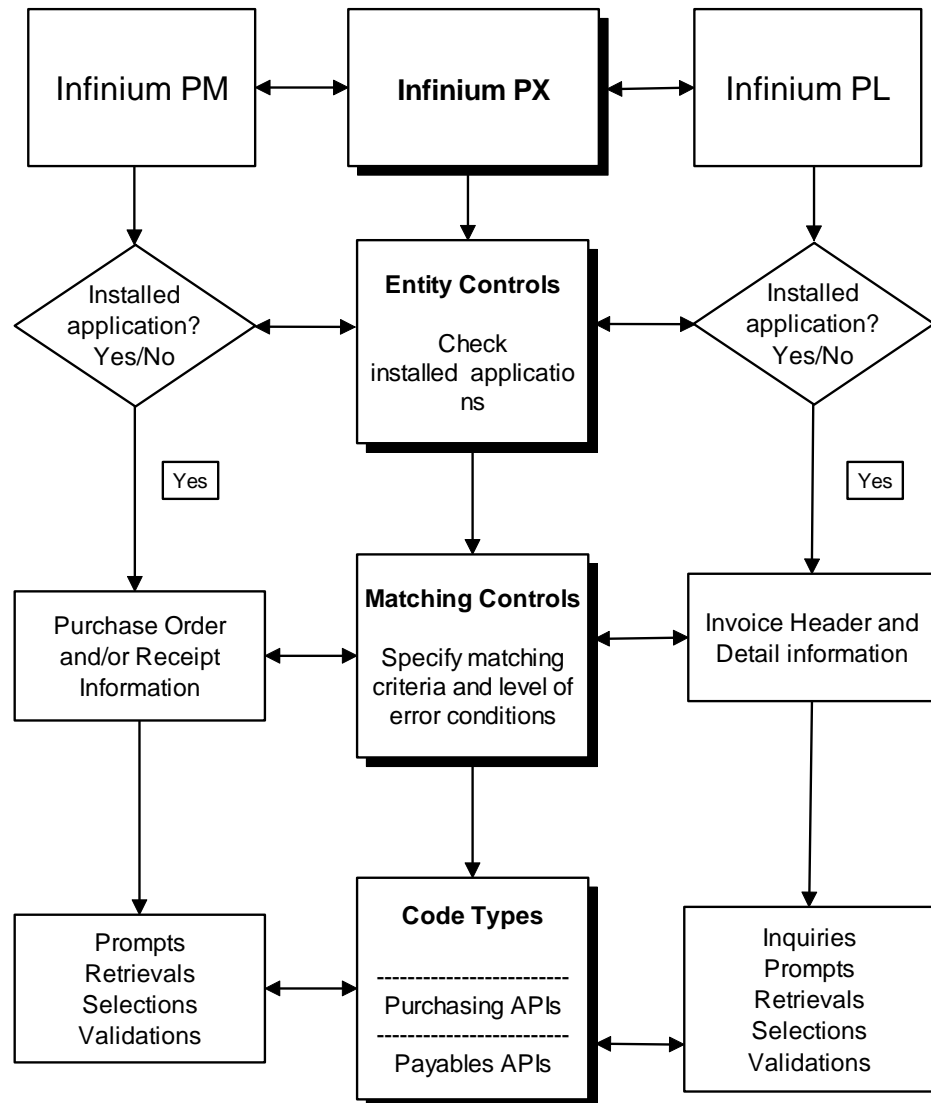 Infinium PM
Infinium PX
Infinium PL
Installed
application?
Yes/No
Entity Controls
Check
installed applicatio
ns
Installed
application?
Yes/No
Yes
Yes
Purchase Order
and/or Receipt
Information
Matching Controls
Specify matching
criteria and level of
error conditions
Invoice Header and
Detail information
Prompts
Retrievals
Selections
Validations
Code Types
Purchasing APIs
Payables APIs
Inquiries
Prompts
Retrievals
Selections
Validations